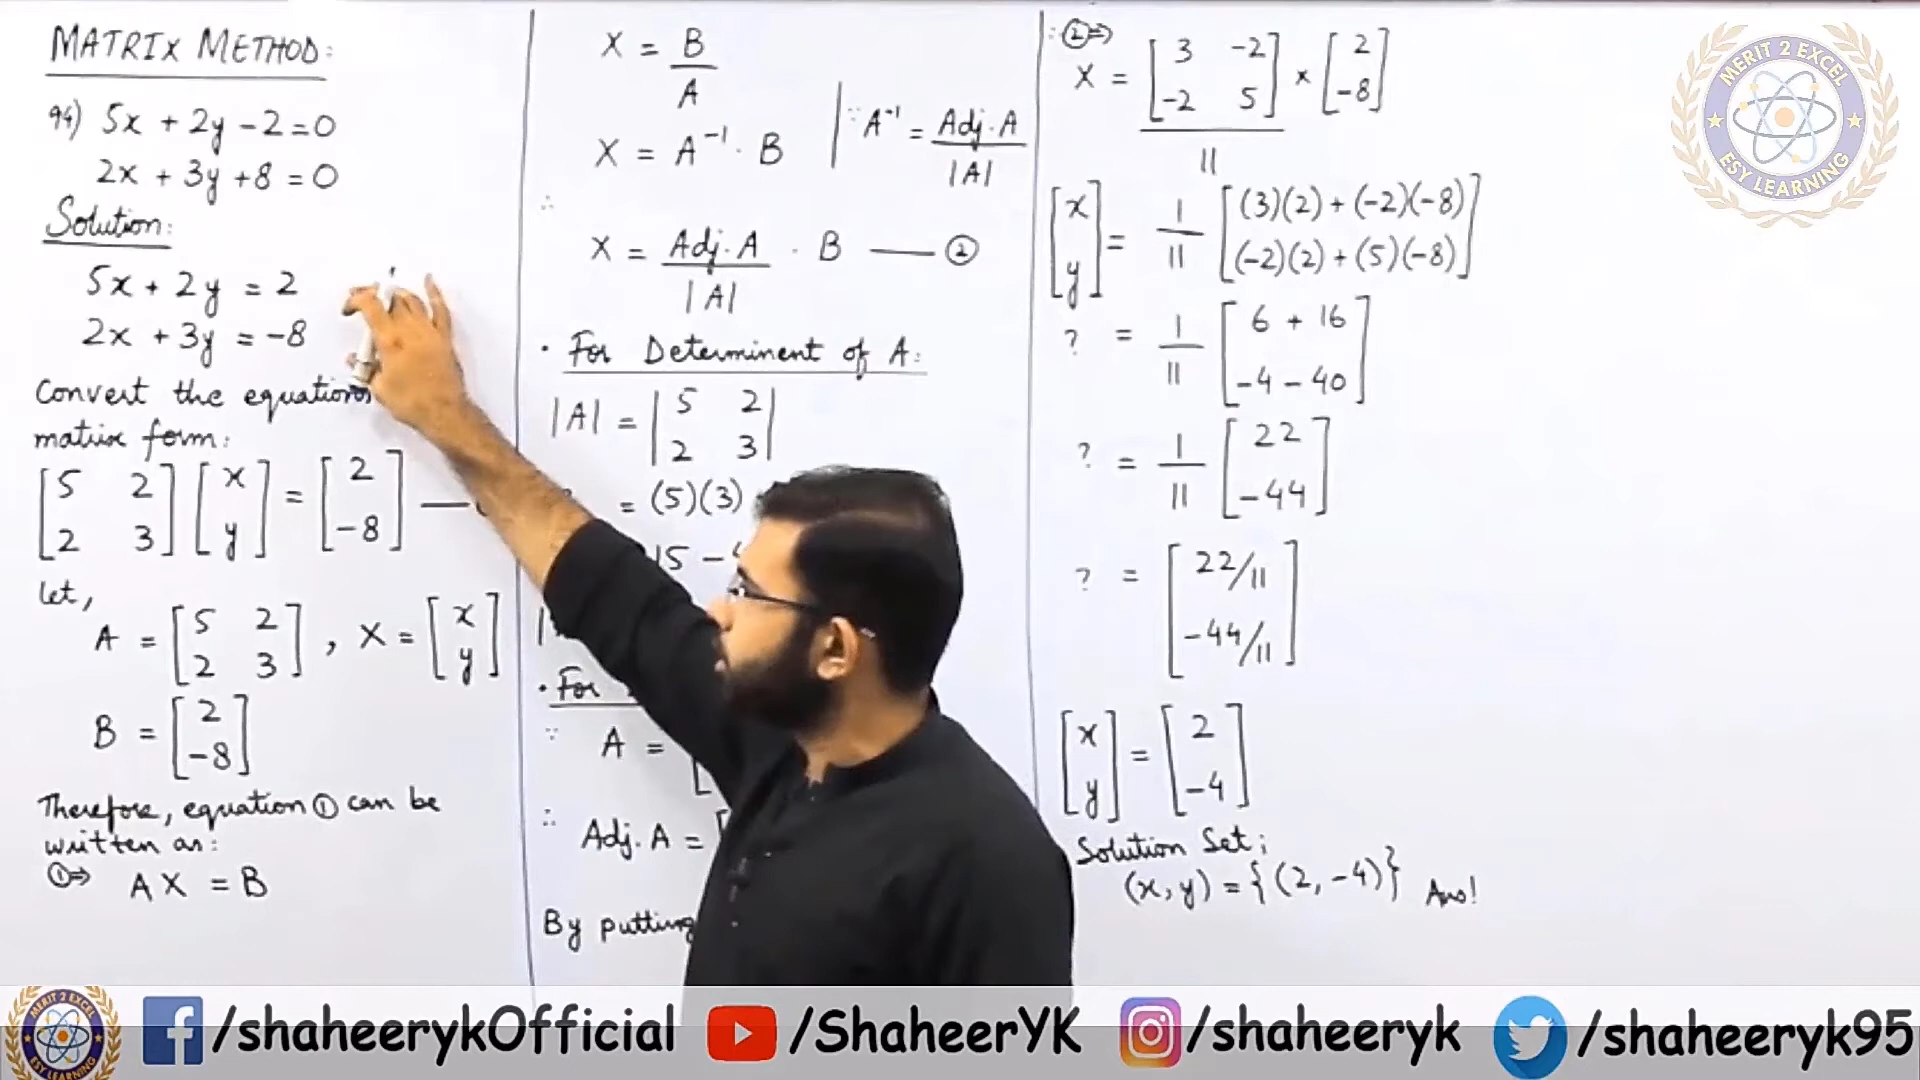 MATRIX METHOD:
94) 5x + 2y - 2 = 0
2x + 3y + 8 = 0
Solution:
5x + 2y = 2
2x + 3y = -8
Convert the equations
matrix form:
[5 2] [x] = [2] —
[2 3] [y] [-8]
let,
A = [5 2], X = [x]
[2 3] [y]
B = [2]
[-8]
Therefore, equation ① can be
written as:
①⇒ AX = B
X = B
A
X = A⁻¹ · B
∵ A⁻¹ = Adj·A
|A|
∴
X = Adj·A · B —— ②
|A|
· For Determinent of A:
|A| = |5 2|
|2 3|
= (5)(3)
15 -
· For
∵ A = [
∴ Adj. A = [
By putting
∴ ②⇒
X = [3 -2] × [2]
[-2 5] [-8]
11
[x] = 1 [(3)(2) + (-2)(-8)]
[y] 11 [(-2)(2) + (5)(-8)]
? = 1 [6 + 16]
11 [-4 - 40]
? = 1 [22]
11 [-44]
? = [22/11]
[-44/11]
[x] = [2]
[y] [-4]
Solution Set;
(x, y) = {(2, -4)} Ans!
MERIT 2 EXCEL
ESY LEARNING
MERIT 2 EXCEL
ESY LEARNING
/shaheerykOfficial
/ShaheerYK
/shaheeryk
/shaheeryk95